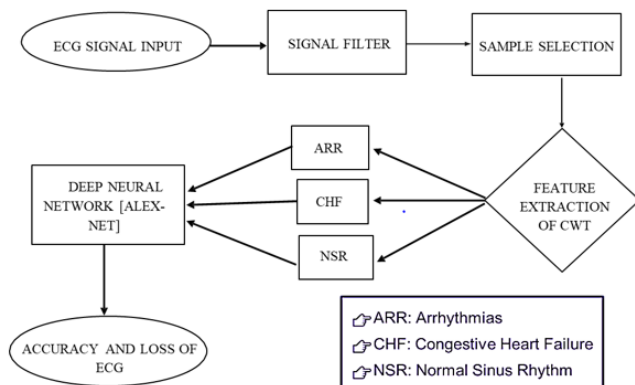 ECG SIGNAL INPUT
SIGNAL FILTER
SAMPLE SELECTION
FEATURE
EXTRACTION
OF CWT
ARR
CHF
NSR
DEEP NEURAL
NETWORK [ALEX-
NET]
ACCURACY AND LOSS OF
ECG
ARR: Arrhythmias
CHF: Congestive Heart Failure
NSR: Normal Sinus Rhythm